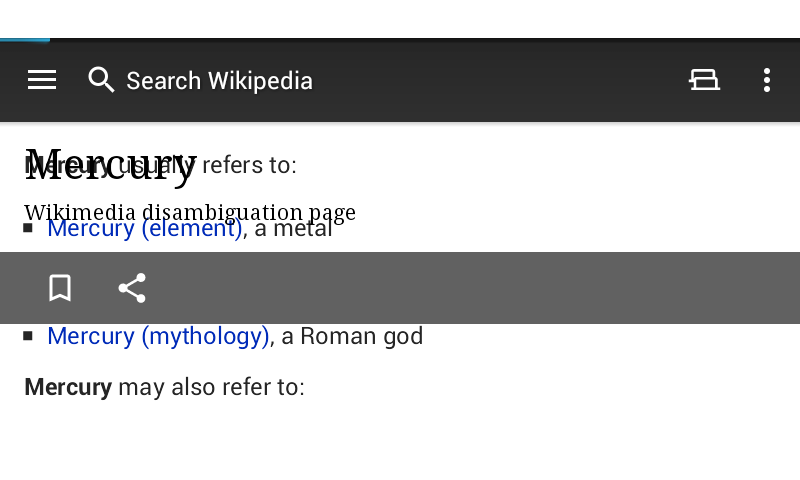 Search Wikipedia
Mercury
Mercury usually refers to:
Wikimedia disambiguation page
Mercury (element), a metal
Mercury (mythology), a Roman god
Mercury may also refer to: